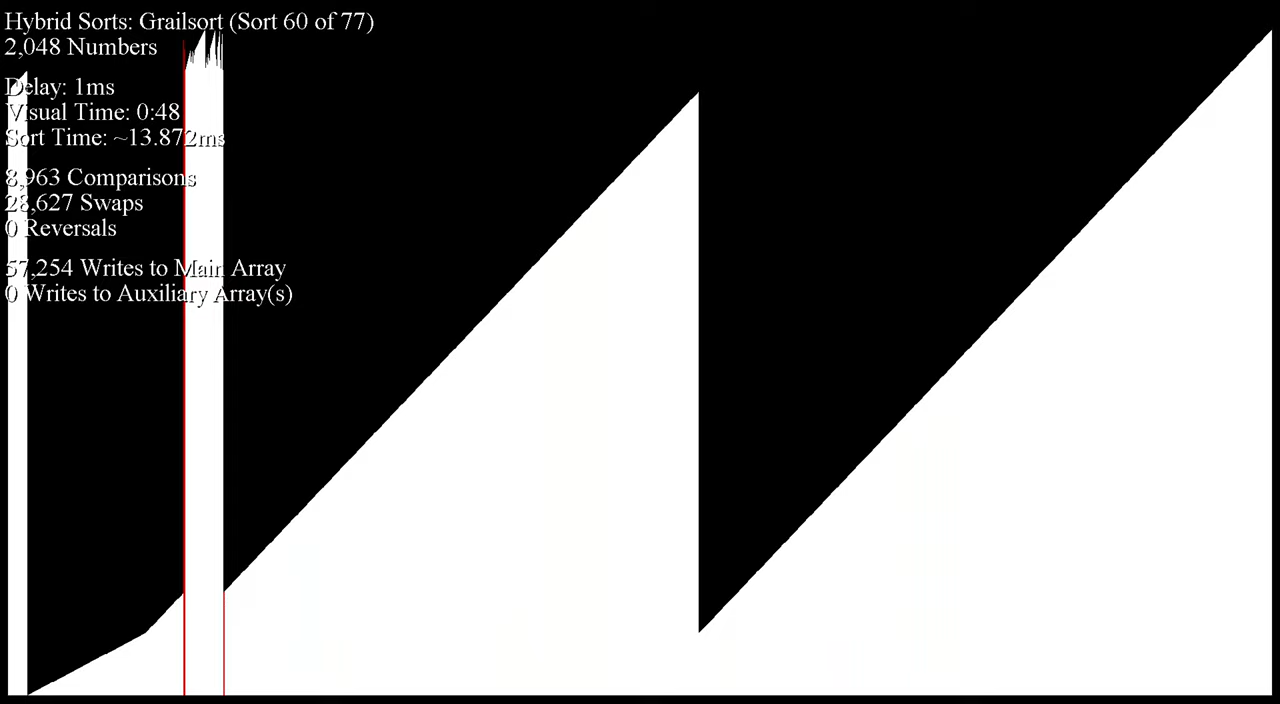 Hybrid Sorts: Grailsort (Sort 60 of 77)
2,048 Numbers
Delay: 1ms
Visual Time: 0:48
Sort Time: ~13.872ms
8,963 Comparisons
28,627 Swaps
0 Reversals
57,254 Writes to Main Array
0 Writes to Auxiliary Array(s)